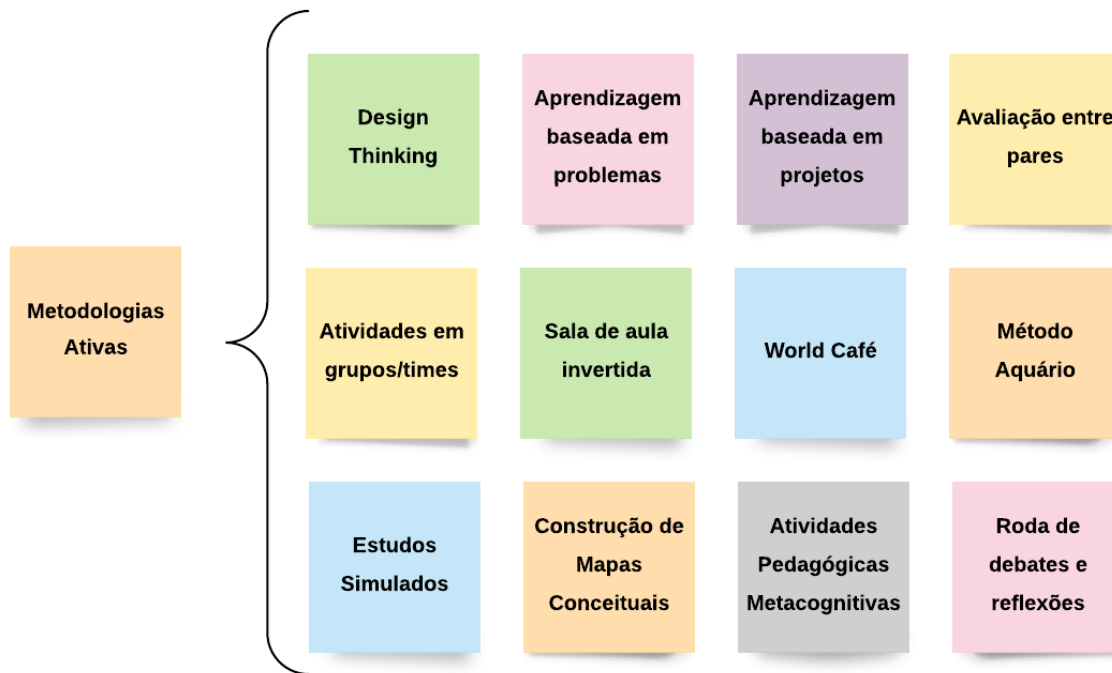 Metodologias
Ativas
Design
Thinking
Aprendizagem
baseada em
problemas
Aprendizagem
baseada em
projetos
Avaliação entre
pares
Atividades em
grupos/times
Sala de aula
invertida
World Café
Método
Aquário
Estudos
Simulados
Construção de
Mapas
Conceituais
Atividades
Pedagógicas
Metacognitivas
Roda de
debates e
reflexões